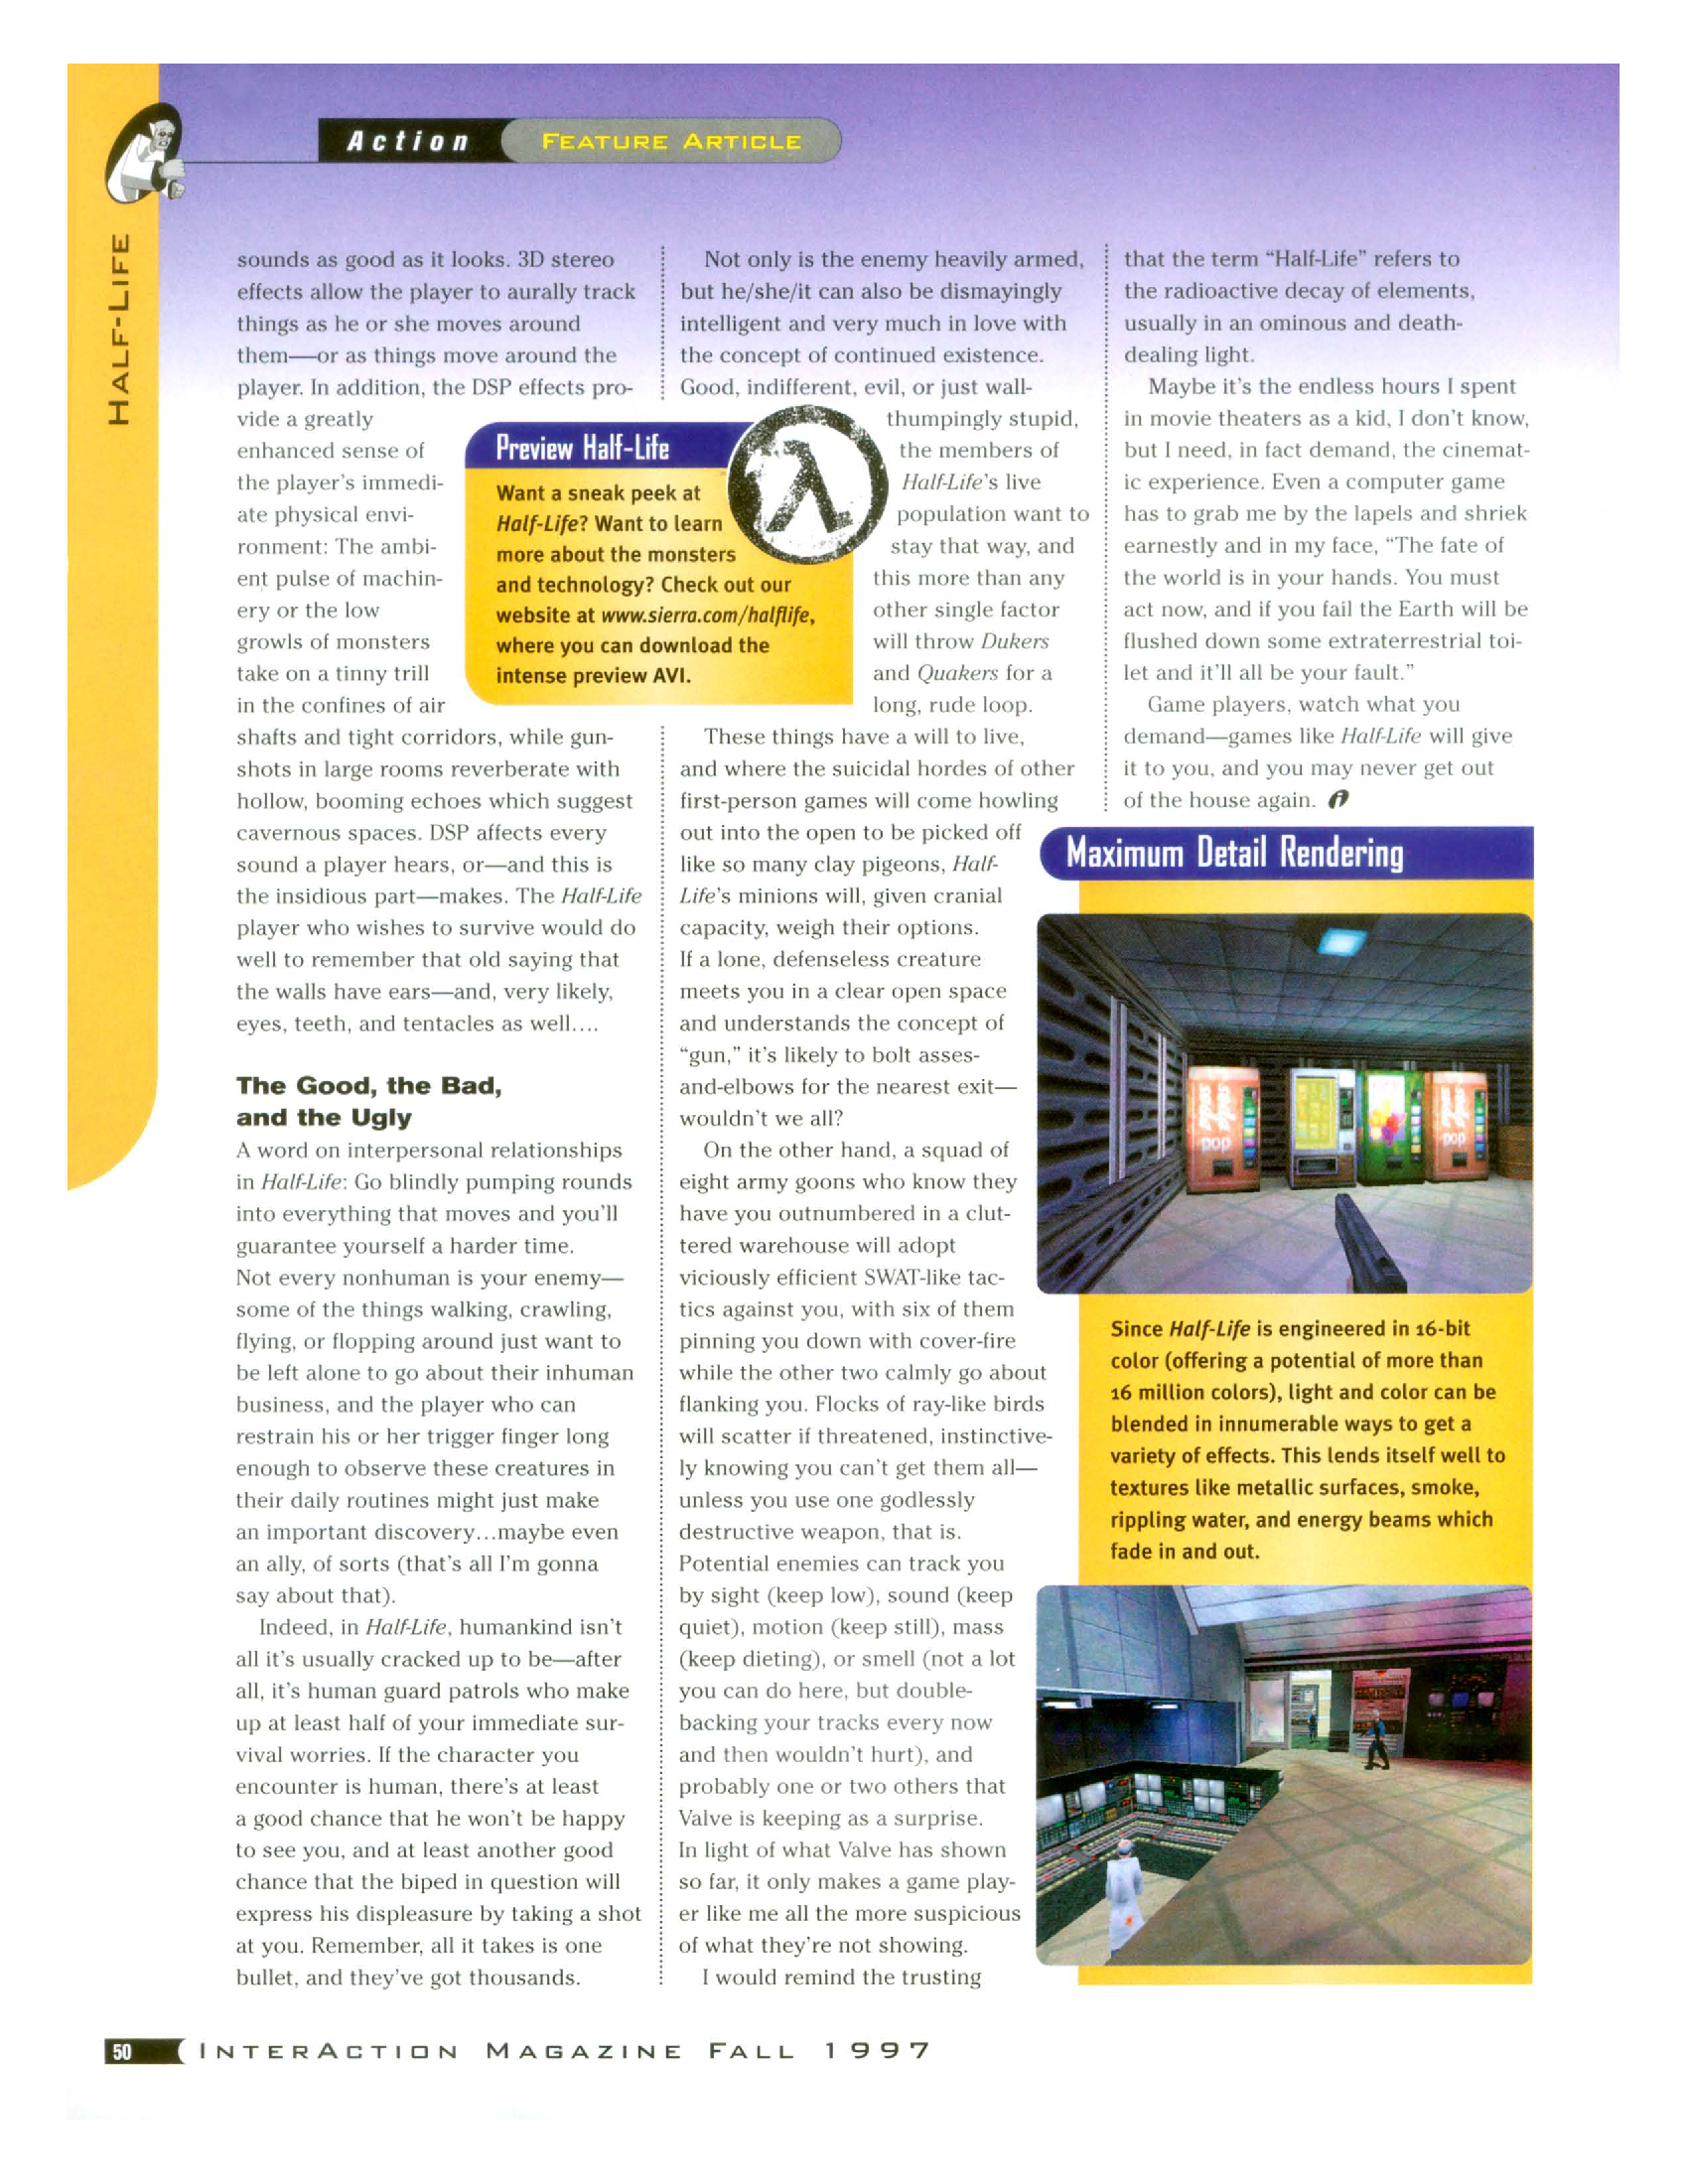 Action FEATURE ARTICLE
HALF-LIFE
sounds as good as it looks. 3D stereo
effects allow the player to aurally track
things as he or she moves around
them—or as things move around the
player. In addition, the DSP effects pro-
vide a greatly
enhanced sense of
the player's immedi-
ate physical envi-
ronment: The ambi-
ent pulse of machin-
ery or the low
growls of monsters
take on a tinny trill
in the confines of air
shafts and tight corridors, while gun-
shots in large rooms reverberate with
hollow, booming echoes which suggest
cavernous spaces. DSP affects every
sound a player hears, or—and this is
the insidious part—makes. The Half-Life
player who wishes to survive would do
well to remember that old saying that
the walls have ears—and, very likely,
eyes, teeth, and tentacles as well....
The Good, the Bad,
and the Ugly
A word on interpersonal relationships
in Half-Life: Go blindly pumping rounds
into everything that moves and you'll
guarantee yourself a harder time.
Not every nonhuman is your enemy—
some of the things walking, crawling,
flying, or flopping around just want to
be left alone to go about their inhuman
business, and the player who can
restrain his or her trigger finger long
enough to observe these creatures in
their daily routines might just make
an important discovery...maybe even
an ally, of sorts (that's all I'm gonna
say about that).
Indeed, in Half-Life, humankind isn't
all it's usually cracked up to be—after
all, it's human guard patrols who make
up at least half of your immediate sur-
vival worries. If the character you
encounter is human, there's at least
a good chance that he won't be happy
to see you, and at least another good
chance that the biped in question will
express his displeasure by taking a shot
at you. Remember, all it takes is one
bullet, and they've got thousands.
Preview Half-Life
Want a sneak peek at
Half-Life? Want to learn
more about the monsters
and technology? Check out our
website at www.sierra.com/halflife,
where you can download the
intense preview AVI.
λ
Not only is the enemy heavily armed,
but he/she/it can also be dismayingly
intelligent and very much in love with
the concept of continued existence.
Good, indifferent, evil, or just wall-
thumpingly stupid,
the members of
Half-Life's live
population want to
stay that way, and
this more than any
other single factor
will throw Dukers
and Quakers for a
long, rude loop.
These things have a will to live,
and where the suicidal hordes of other
first-person games will come howling
out into the open to be picked off
like so many clay pigeons, Half-
Life's minions will, given cranial
capacity, weigh their options.
If a lone, defenseless creature
meets you in a clear open space
and understands the concept of
"gun," it's likely to bolt asses-
and-elbows for the nearest exit—
wouldn't we all?
On the other hand, a squad of
eight army goons who know they
have you outnumbered in a clut-
tered warehouse will adopt
viciously efficient SWAT-like tac-
tics against you, with six of them
pinning you down with cover-fire
while the other two calmly go about
flanking you. Flocks of ray-like birds
will scatter if threatened, instinctive-
ly knowing you can't get them all—
unless you use one godlessly
destructive weapon, that is.
Potential enemies can track you
by sight (keep low), sound (keep
quiet), motion (keep still), mass
(keep dieting), or smell (not a lot
you can do here, but double-
backing your tracks every now
and then wouldn't hurt), and
probably one or two others that
Valve is keeping as a surprise.
In light of what Valve has shown
so far, it only makes a game play-
er like me all the more suspicious
of what they're not showing.
I would remind the trusting
that the term "Half-Life" refers to
the radioactive decay of elements,
usually in an ominous and death-
dealing light.
Maybe it's the endless hours I spent
in movie theaters as a kid, I don't know,
but I need, in fact demand, the cinemat-
ic experience. Even a computer game
has to grab me by the lapels and shriek
earnestly and in my face, "The fate of
the world is in your hands. You must
act now, and if you fail the Earth will be
flushed down some extraterrestrial toi-
let and it'll all be your fault."
Game players, watch what you
demand—games like Half-Life will give
it to you, and you may never get out
of the house again.
Maximum Detail Rendering
pop
pop
Since Half-Life is engineered in 16-bit
color (offering a potential of more than
16 million colors), light and color can be
blended in innumerable ways to get a
variety of effects. This lends itself well to
textures like metallic surfaces, smoke,
rippling water, and energy beams which
fade in and out.
50 INTERACTION MAGAZINE FALL 1997